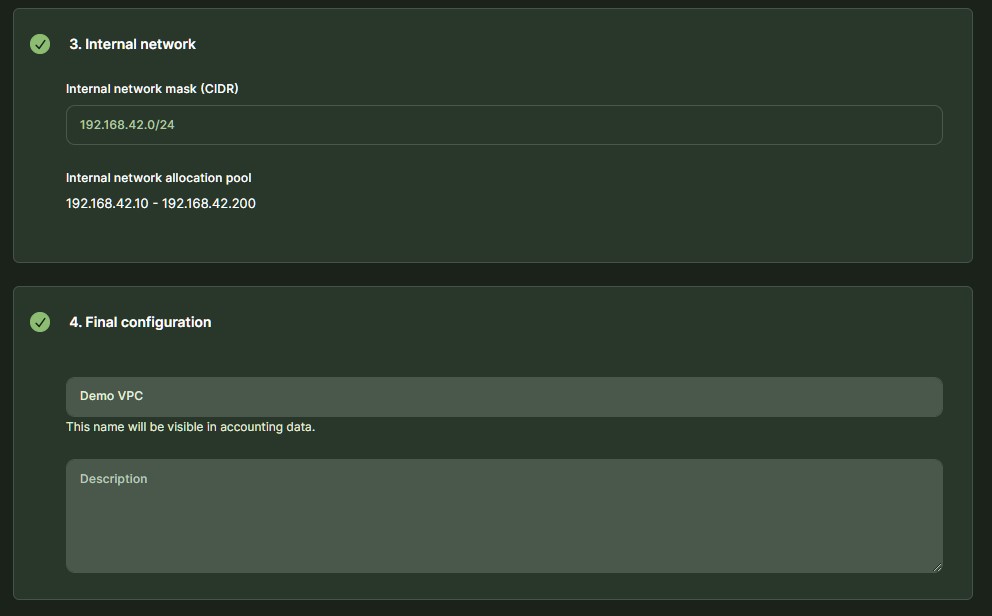 3. Internal network
Internal network mask (CIDR)
192.168.42.0/24
Internal network allocation pool
192.168.42.10 - 192.168.42.200
4. Final configuration
Demo VPC
This name will be visible in accounting data.
Description